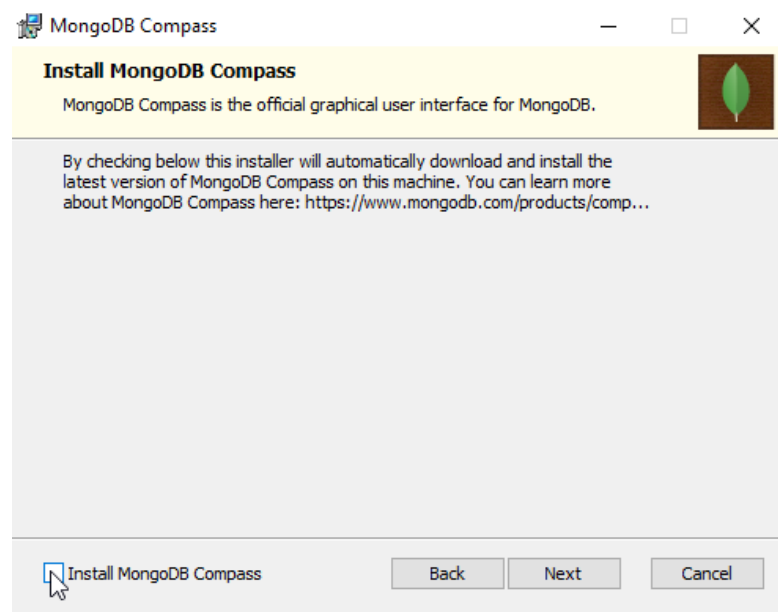 MongoDB Compass
Install MongoDB Compass
MongoDB Compass is the official graphical user interface for MongoDB.
By checking below this installer will automatically download and install the
latest version of MongoDB Compass on this machine. You can learn more
about MongoDB Compass here: https://www.mongodb.com/products/comp...
Install MongoDB Compass
Back
Next
Cancel